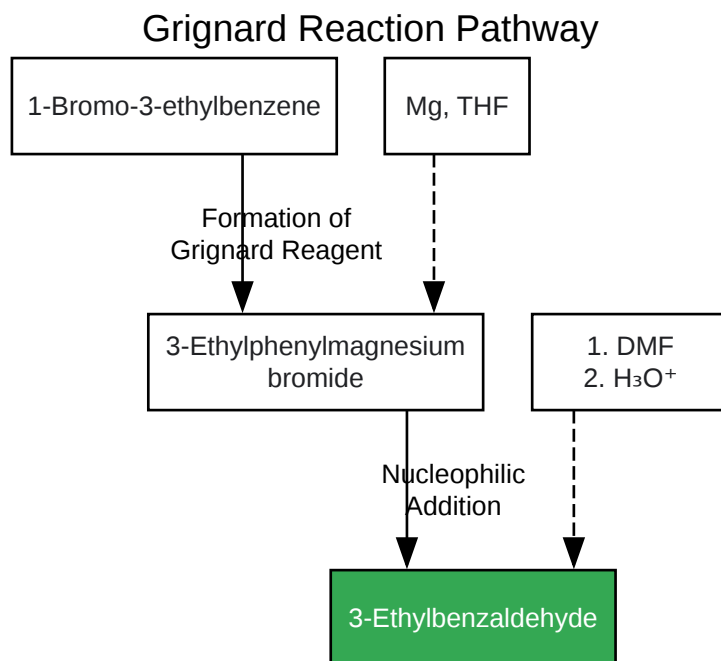 Grignard Reaction Pathway
1-Bromo-3-ethylbenzene
Mg, THF
Formation of
Grignard Reagent
3-Ethylphenylmagnesium
bromide
1. DMF
2. H₃O⁺
Nucleophilic
Addition
3-Ethylbenzaldehyde